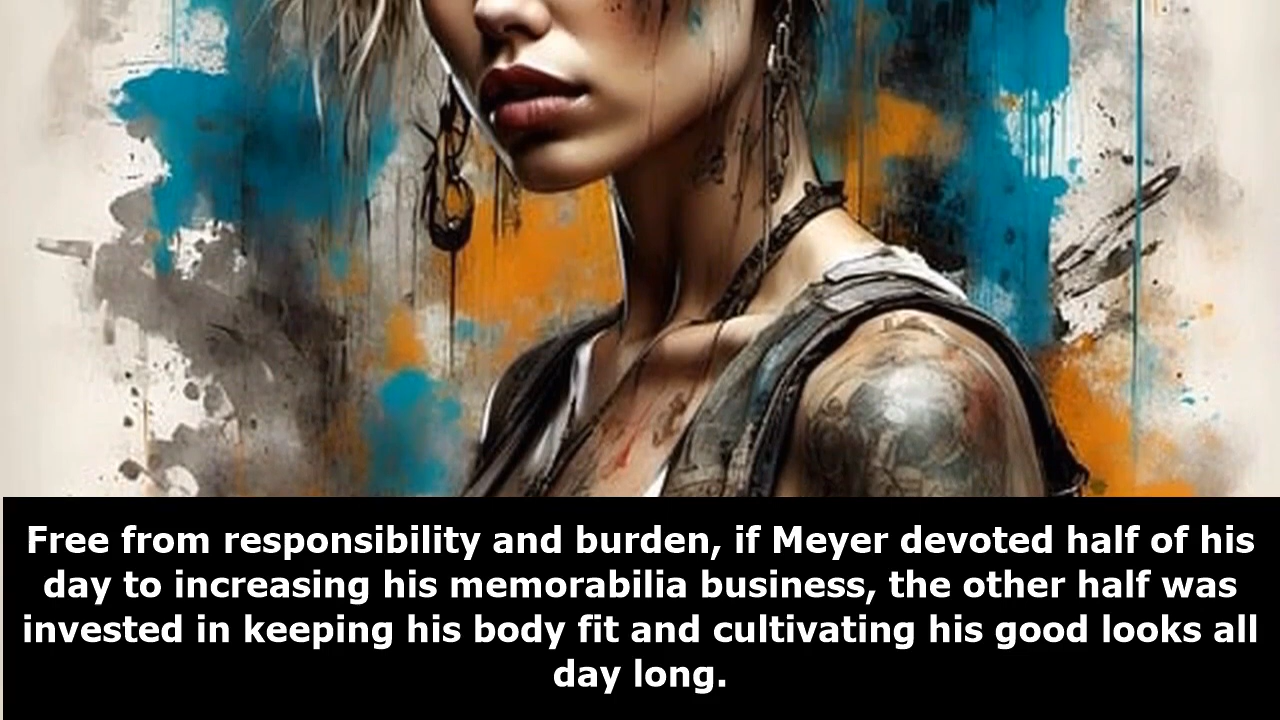 Free from responsibility and burden, if Meyer devoted half of his
day to increasing his memorabilia business, the other half was
invested in keeping his body fit and cultivating his good looks all
day long.